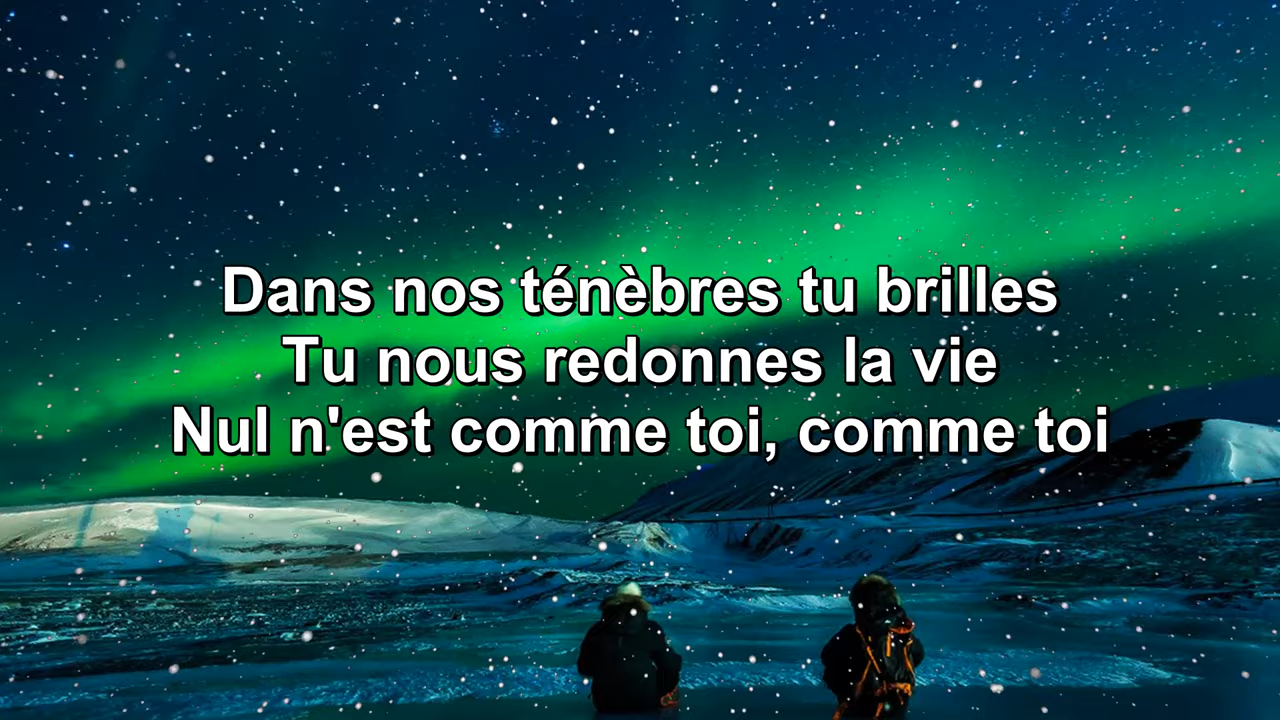 Dans nos ténèbres tu brilles
Tu nous redonnes la vie
Nul n'est comme toi, comme toi